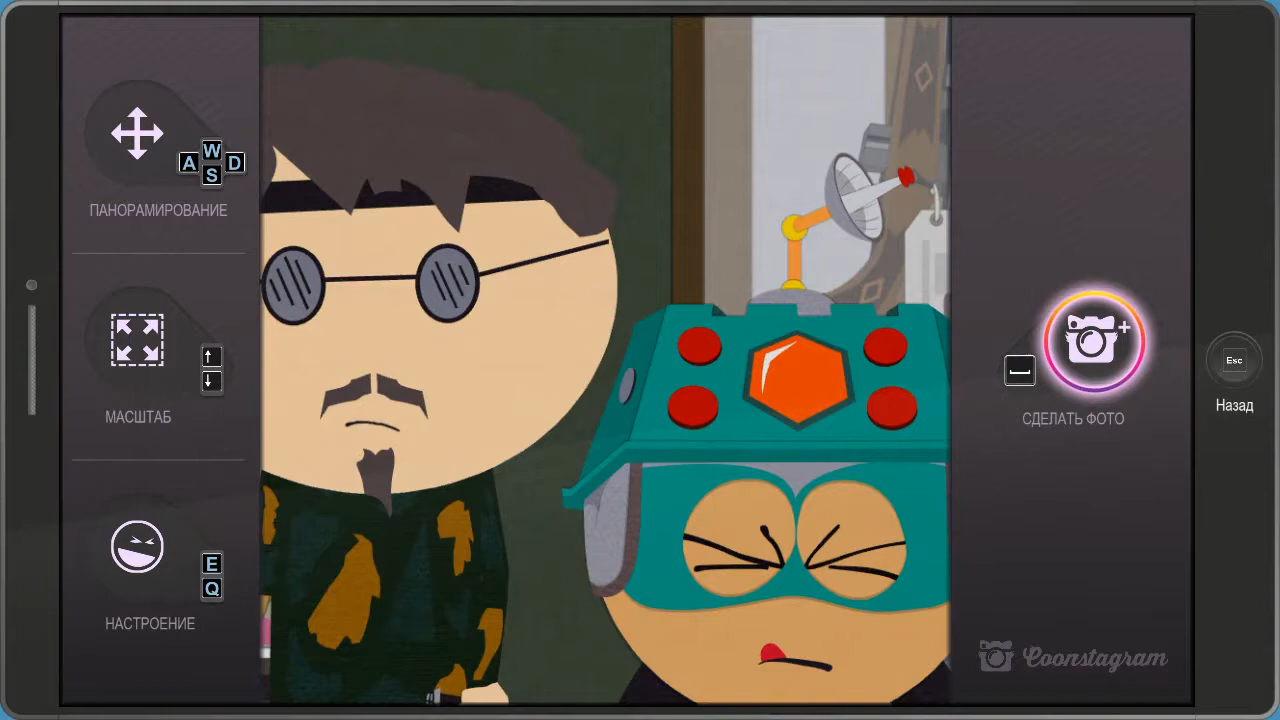 W
A S D
ПАНОРАМИРОВАНИЕ
↑
↓
МАСШТАБ
E
Q
НАСТРОЕНИЕ
СДЕЛАТЬ ФОТО
Esc
Назад
Coonstagram